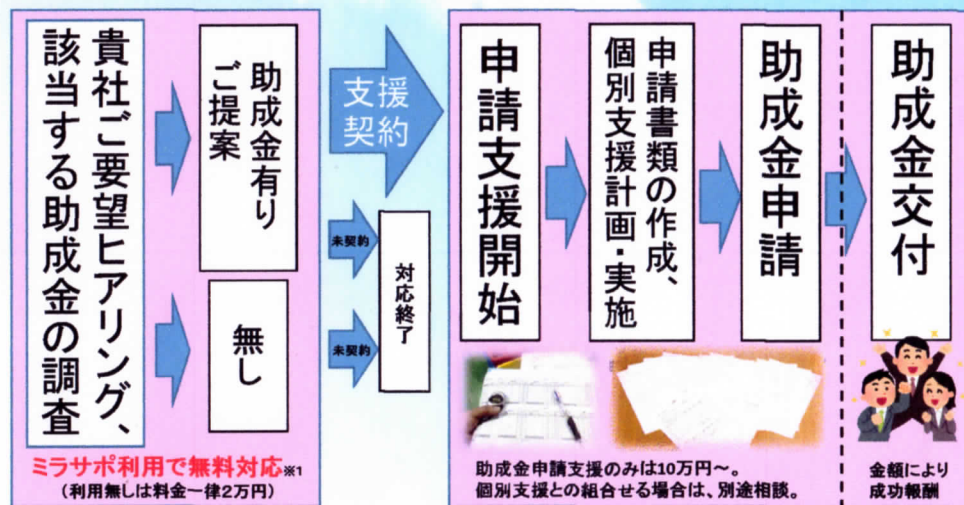 貴社ご要望ヒアリング、
該当する助成金の調査
助成金有り
ご提案
無し
ミラサポ利用で無料対応※1
(利用無しは料金一律2万円)
支援
契約
未契約
未契約
対応終了
申請支援開始
申請書類の作成、
個別支援計画・実施
助成金申請
助成金交付
助成金申請支援のみは10万円～。
個別支援との組合せる場合は、別途相談。
金額により
成功報酬